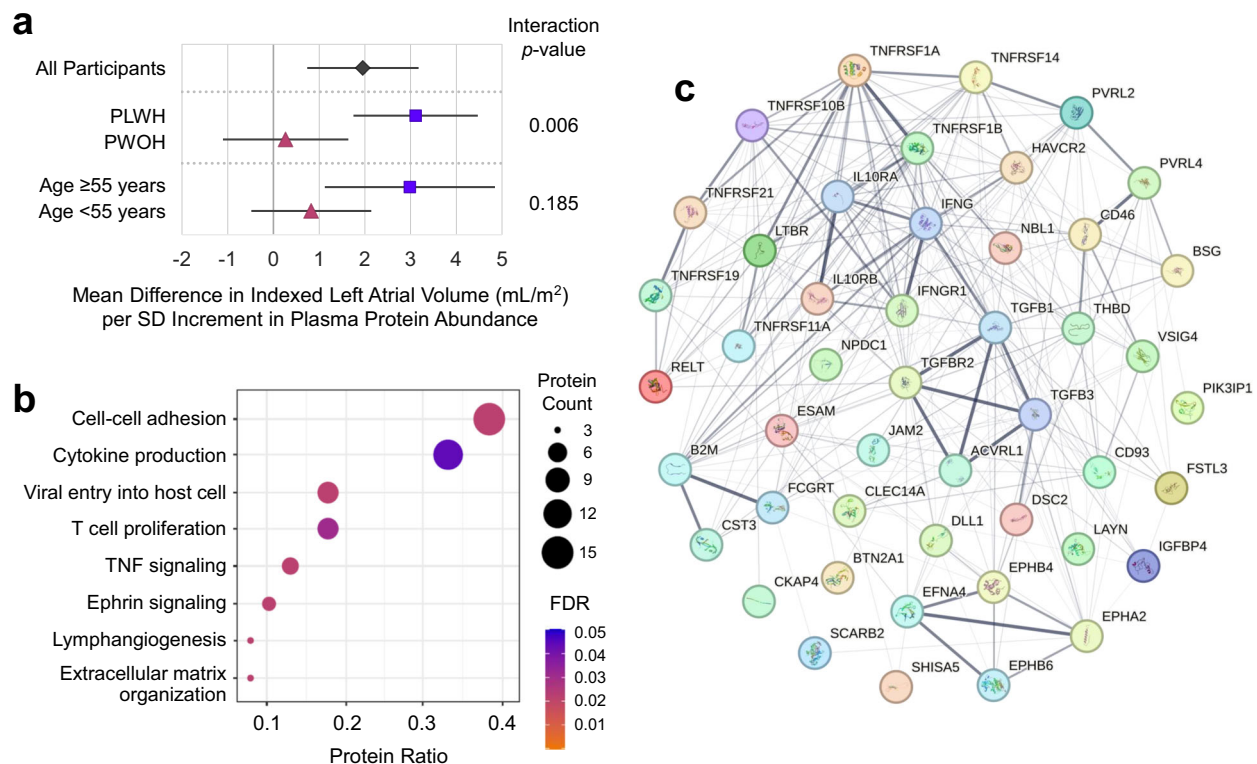 a
Interaction
p-value
All Participants
PLWH
PWOH
0.006
Age ≥55 years
Age <55 years
0.185
-2 -1 0 1 2 3 4 5
Mean Difference in Indexed Left Atrial Volume (mL/m²)
per SD Increment in Plasma Protein Abundance
b
Cell-cell adhesion
Cytokine production
Viral entry into host cell
T cell proliferation
TNF signaling
Ephrin signaling
Lymphangiogenesis
Extracellular matrix
organization
0.1 0.2 0.3 0.4
Protein Ratio
Protein
Count
3
6
9
12
15
FDR
0.05
0.04
0.03
0.02
0.01
c
TNFRSF1A
TNFRSF14
PVRL2
TNFRSF10B
TNFRSF1B
HAVCR2
PVRL4
IL10RA
TNFRSF21
IFNG
CD46
LTBR
NBL1
BSG
TNFRSF19
IL10RB
IFNGR1
TGFB1
THBD
TNFRSF11A
VSIG4
NPDC1
RELT
TGFBR2
PIK3IP1
TGFB3
ESAM
JAM2
B2M
ACVRL1
CD93
FSTL3
FCGRT
CLEC14A
DSC2
CST3
DLL1
LAYN
IGFBP4
BTN2A1
EPHB4
CKAP4
EFNA4
EPHA2
SCARB2
SHISA5
EPHB6